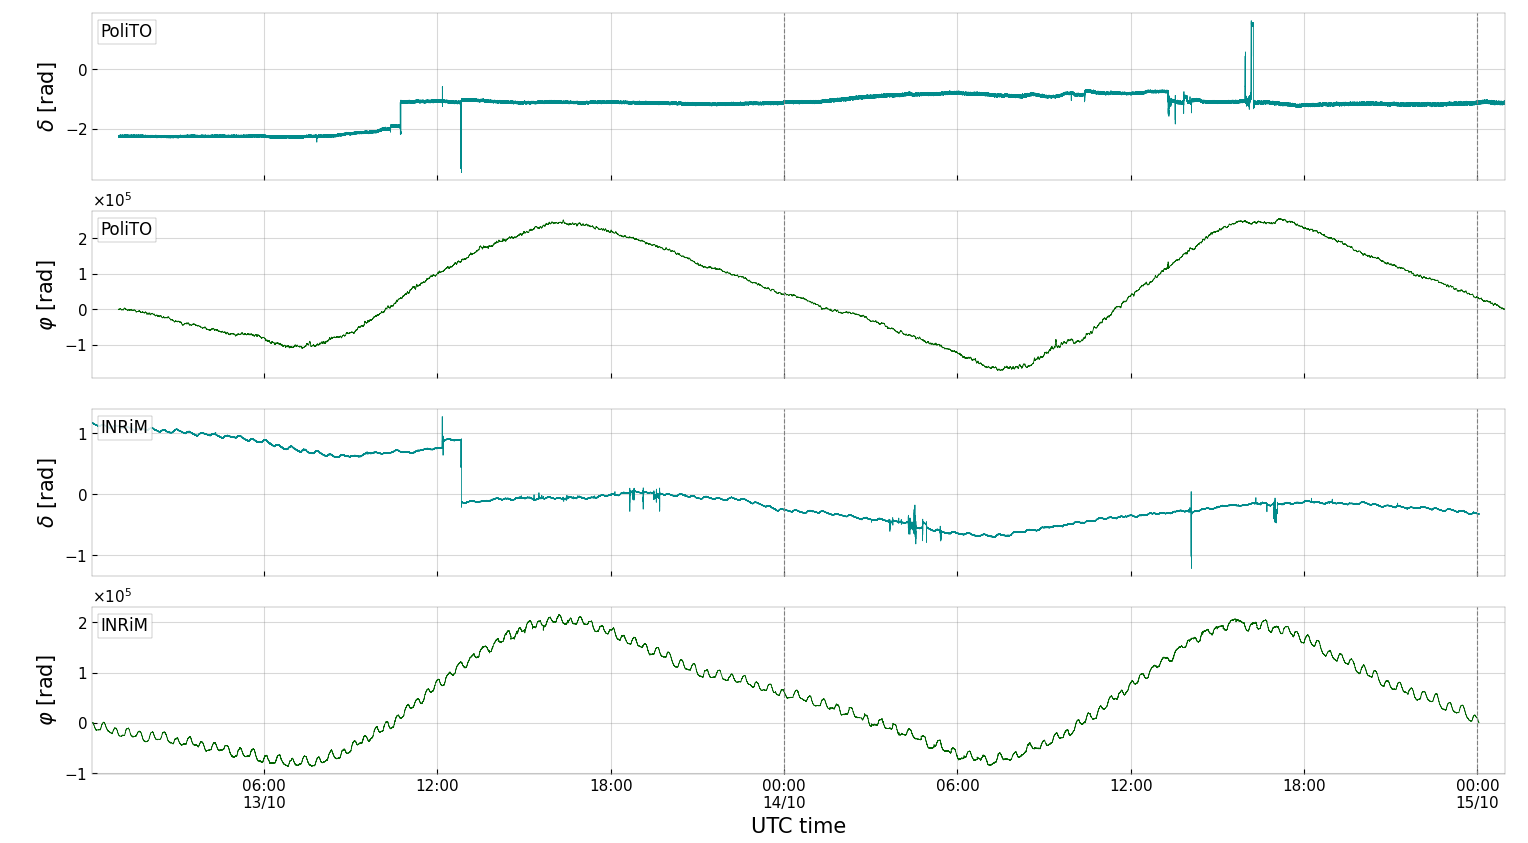 PoliTO
δ [rad]
0
−2
×10⁵
PoliTO
φ [rad]
2
1
0
−1
INRiM
δ [rad]
1
0
−1
×10⁵
INRiM
φ [rad]
2
1
0
−1
06:00 12:00 18:00 00:00 06:00 12:00 18:00 00:00
13/10 14/10 15/10
UTC time